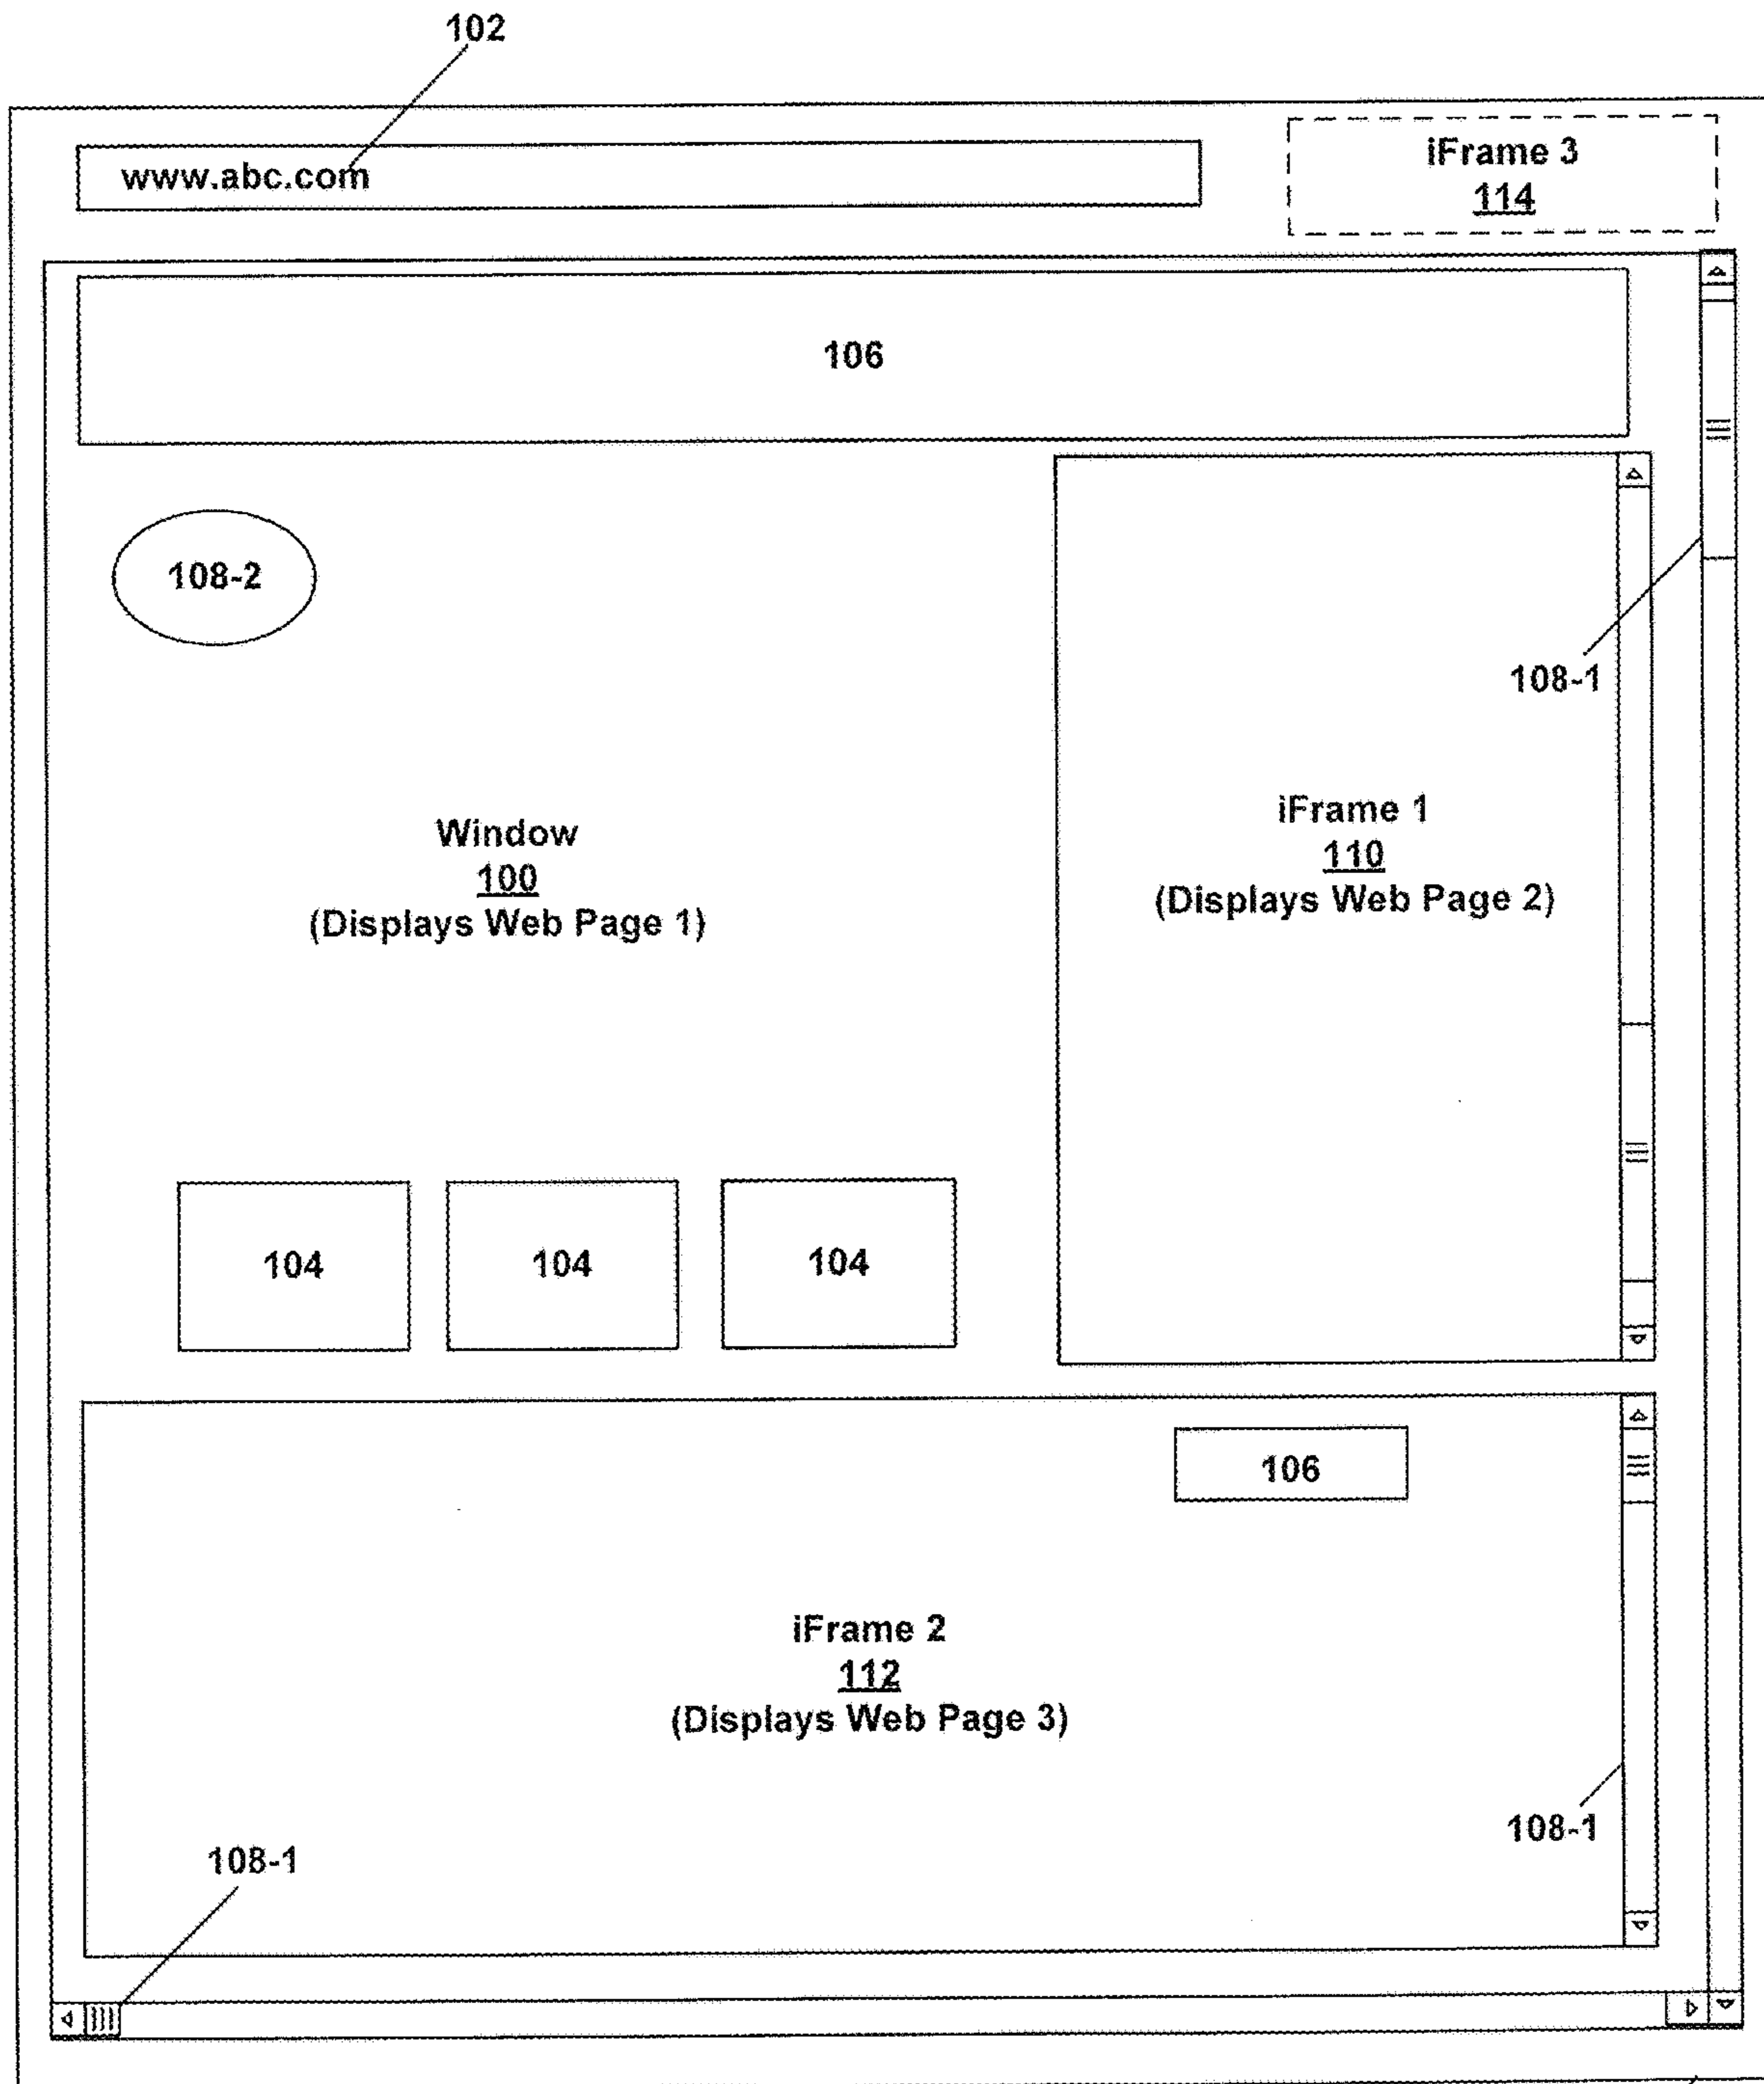 102
www.abc.com
iFrame 3
114
106
108-2
108-1
Window
100
(Displays Web Page 1)
iFrame 1
110
(Displays Web Page 2)
104 104 104
106
iFrame 2
112
(Displays Web Page 3)
108-1
108-1